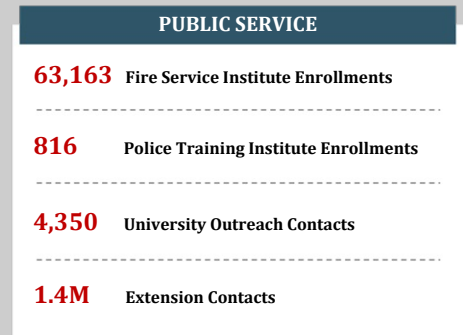 PUBLIC SERVICE
63,163 Fire Service Institute Enrollments
816 Police Training Institute Enrollments
4,350 University Outreach Contacts
1.4M Extension Contacts